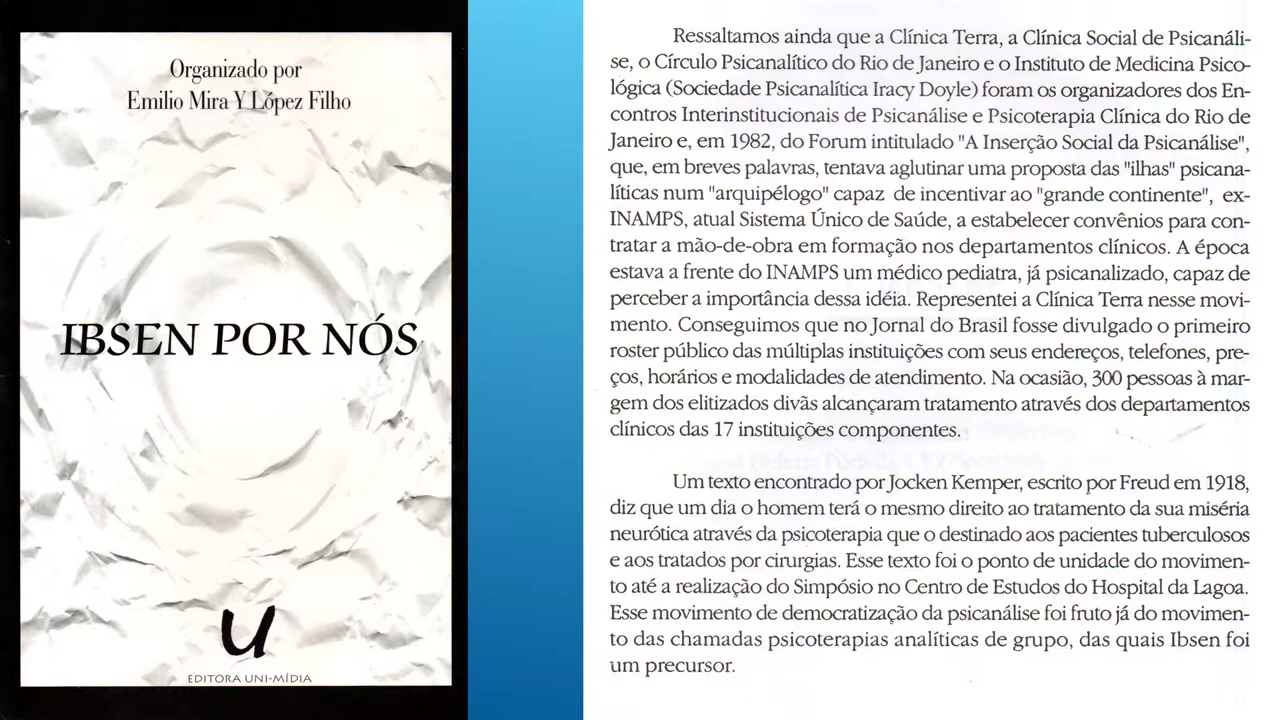 Organizado por
Emilio Mira Y López Filho
IBSEN POR NÓS
U
EDITORA UNI-MÍDIA
Ressaltamos ainda que a Clínica Terra, a Clínica Social de Psicanáli-
se, o Círculo Psicanalítico do Rio de Janeiro e o Instituto de Medicina Psico-
lógica (Sociedade Psicanalítica Iracy Doyle) foram os organizadores dos En-
contros Interinstitucionais de Psicanálise e Psicoterapia Clínica do Rio de
Janeiro e, em 1982, do Forum intitulado "A Inserção Social da Psicanálise",
que, em breves palavras, tentava aglutinar uma proposta das "ilhas" psicana-
líticas num "arquipélogo" capaz de incentivar ao "grande continente", ex-
INAMPS, atual Sistema Único de Saúde, a estabelecer convênios para con-
tratar a mão-de-obra em formação nos departamentos clínicos. A época
estava a frente do INAMPS um médico pediatra, já psicanalizado, capaz de
perceber a importância dessa idéia. Representei a Clínica Terra nesse movi-
mento. Conseguimos que no Jornal do Brasil fosse divulgado o primeiro
roster público das múltiplas instituições com seus endereços, telefones, pre-
ços, horários e modalidades de atendimento. Na ocasião, 300 pessoas à mar-
gem dos elitizados divãs alcançaram tratamento através dos departamentos
clínicos das 17 instituições componentes.
Um texto encontrado por Jocken Kemper, escrito por Freud em 1918,
diz que um dia o homem terá o mesmo direito ao tratamento da sua miséria
neurótica através da psicoterapia que o destinado aos pacientes tuberculosos
e aos tratados por cirurgias. Esse texto foi o ponto de unidade do movimen-
to até a realização do Simpósio no Centro de Estudos do Hospital da Lagoa.
Esse movimento de democratização da psicanálise foi fruto já do movimen-
to das chamadas psicoterapias analíticas de grupo, das quais Ibsen foi
um precursor.